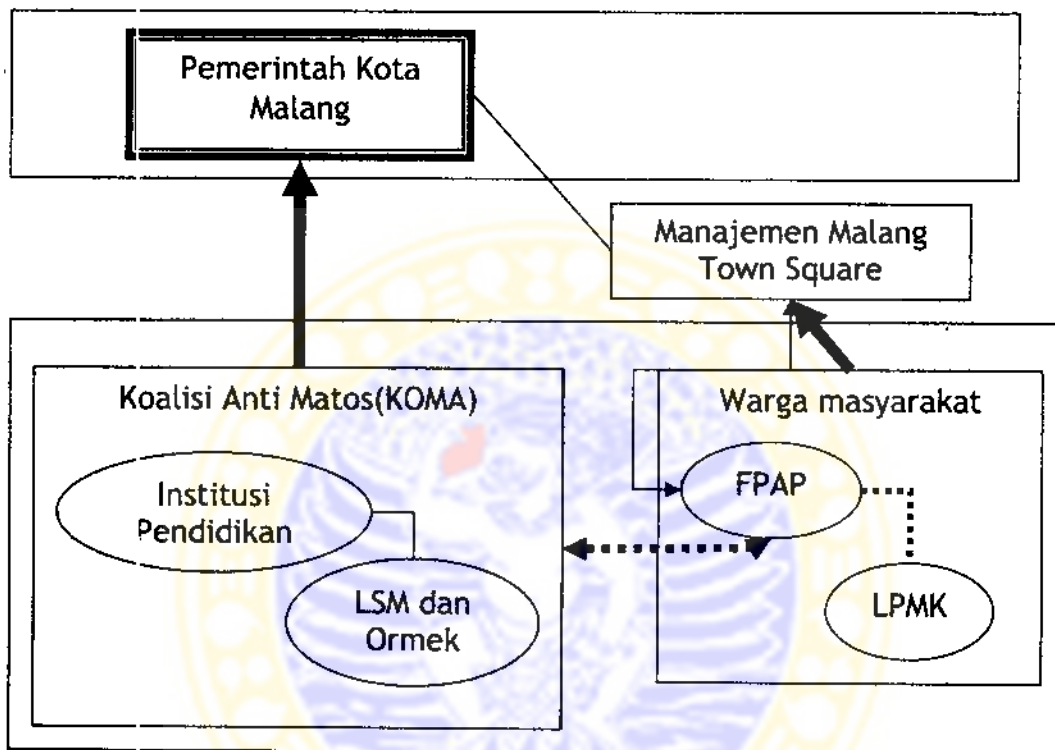 Pemerintah Kota
Malang
Manajemen Malang
Town Square
Koalisi Anti Matos(KOMA)
Warga masyarakat
Institusi
Pendidikan
FPAP
LSM dan
Ormek
LPMK